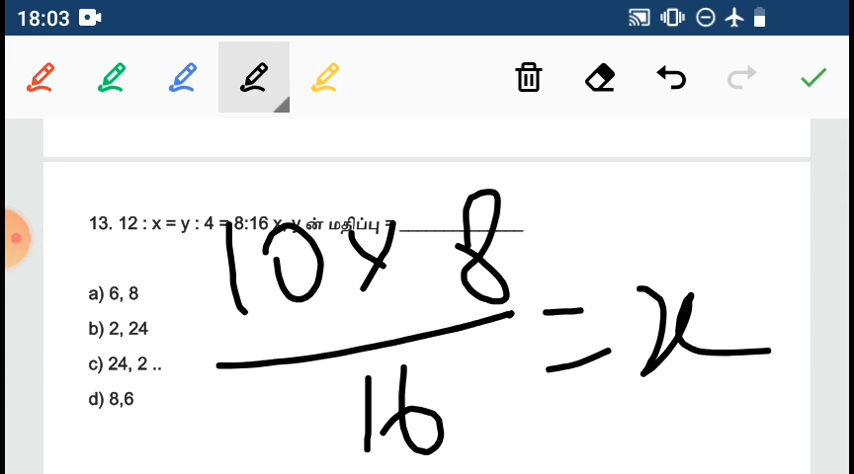 18:03
13. 12 : x = y : 4 = 8:16 x, y ன் மதிப்பு =
10 x 8
16
= x
a) 6, 8
b) 2, 24
c) 24, 2 ..
d) 8,6